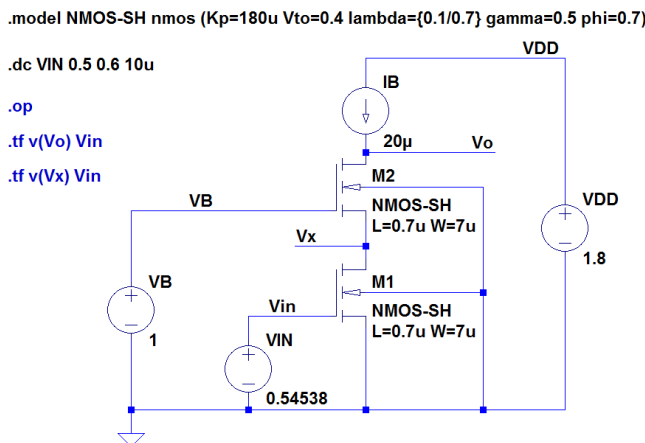 .model NMOS-SH nmos (Kp=180u Vto=0.4 lambda={0.1/0.7} gamma=0.5 phi=0.7)
VDD
.dc VIN 0.5 0.6 10u
IB
.op
20µ
Vo
.tf v(Vo) Vin
M2
.tf v(Vx) Vin
VB
NMOS-SH
L=0.7u W=7u
VDD
Vx
1.8
M1
VB
Vin
NMOS-SH
L=0.7u W=7u
1
VIN
0.54538